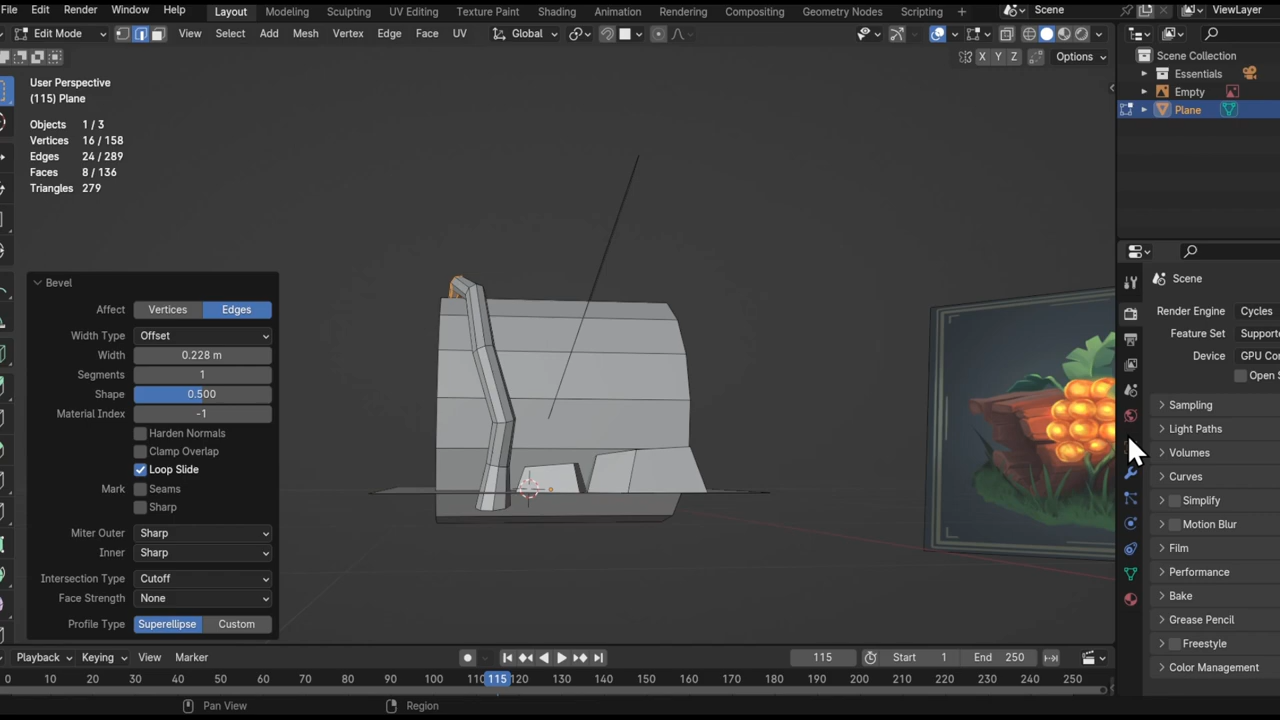 File Edit Render Window Help Layout Modeling Sculpting UV Editing Texture Paint Shading Animation Rendering Compositing Geometry Nodes Scripting Scene ViewLayer
Edit Mode View Select Add Mesh Vertex Edge Face UV Global
X Y Z Options
User Perspective
(115) Plane
Objects 1 / 3
Vertices 16 / 158
Edges 24 / 289
Faces 8 / 136
Triangles 279
Bevel
Affect Vertices Edges
Width Type Offset
Width 0.228 m
Segments 1
Shape 0.500
Material Index -1
Harden Normals
Clamp Overlap
Loop Slide
Mark Seams
Sharp
Miter Outer Sharp
Inner Sharp
Intersection Type Cutoff
Face Strength None
Profile Type Superellipse Custom
Scene Collection
Essentials
Empty
Plane
Scene
Render Engine Cycles
Feature Set Supporte
Device GPU Con
Open S
Sampling
Light Paths
Volumes
Curves
Simplify
Motion Blur
Film
Performance
Bake
Grease Pencil
Freestyle
Color Management
Playback Keying View Marker 115 Start 1 End 250
0 10 20 30 40 50 60 70 80 90 100 110 115 120 130 140 150 160 170 180 190 200 210 220 230 240 250
Pan View Region